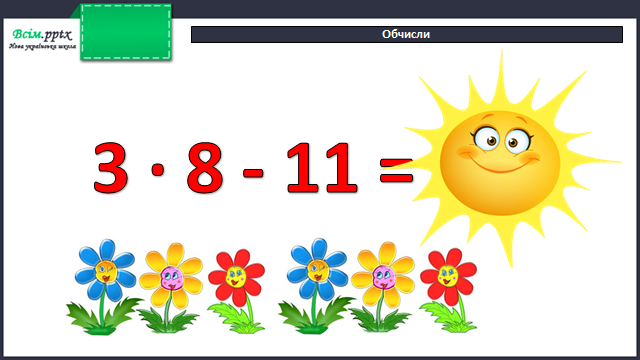 Всім.pptx
Нова українська школа
Обчисли
3 · 8 - 11 =